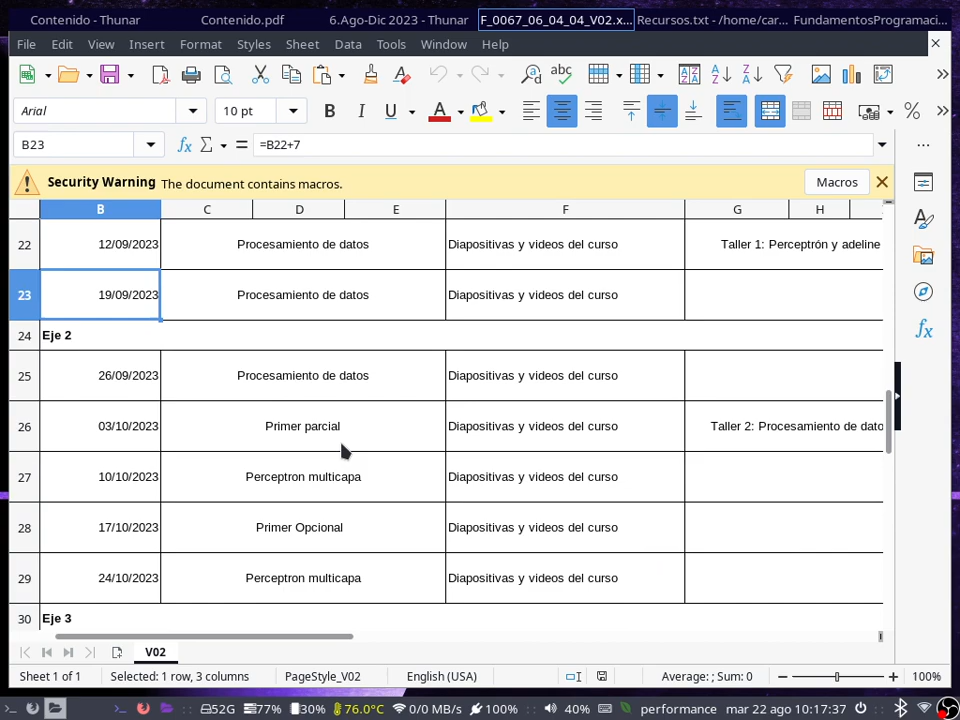 Contenido - Thunar Contenido.pdf 6.Ago-Dic 2023 - Thunar F_0067_06_04_04_V02.x... Recursos.txt - /home/car... FundamentosProgramaci...
File Edit View Insert Format Styles Sheet Data Tools Window Help
Arial 10 pt B I U A %
B23 fx Σ = =B22+7
Security Warning The document contains macros. Macros
B C D E F G H
22 12/09/2023 Procesamiento de datos Diapositivas y videos del curso Taller 1: Perceptrón y adeline
23 19/09/2023 Procesamiento de datos Diapositivas y videos del curso
24 Eje 2
25 26/09/2023 Procesamiento de datos Diapositivas y videos del curso
26 03/10/2023 Primer parcial Diapositivas y videos del curso Taller 2: Procesamiento de dato
27 10/10/2023 Perceptron multicapa Diapositivas y videos del curso
28 17/10/2023 Primer Opcional Diapositivas y videos del curso
29 24/10/2023 Perceptron multicapa Diapositivas y videos del curso
30 Eje 3
V02
Sheet 1 of 1 Selected: 1 row, 3 columns PageStyle_V02 English (USA) Average: ; Sum: 0 100%
52G 77% 30% 76.0°C 0/0 MB/s 100% 40% performance mar 22 ago 10:17:37